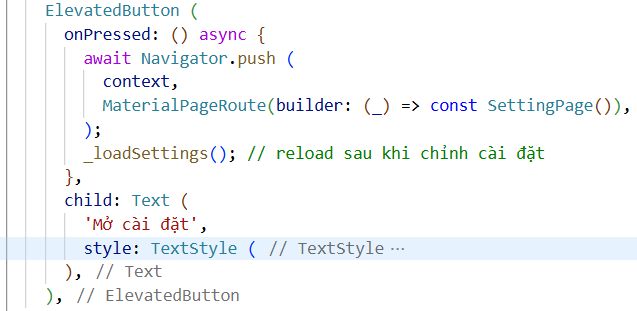 ElevatedButton (
onPressed: () async {
await Navigator.push (
context,
MaterialPageRoute(builder: (_) => const SettingPage()),
);
_loadSettings(); // reload sau khi chỉnh cài đặt
},
child: Text (
'Mở cài đặt',
style: TextStyle ( // TextStyle ⋯
), // Text
), // ElevatedButton